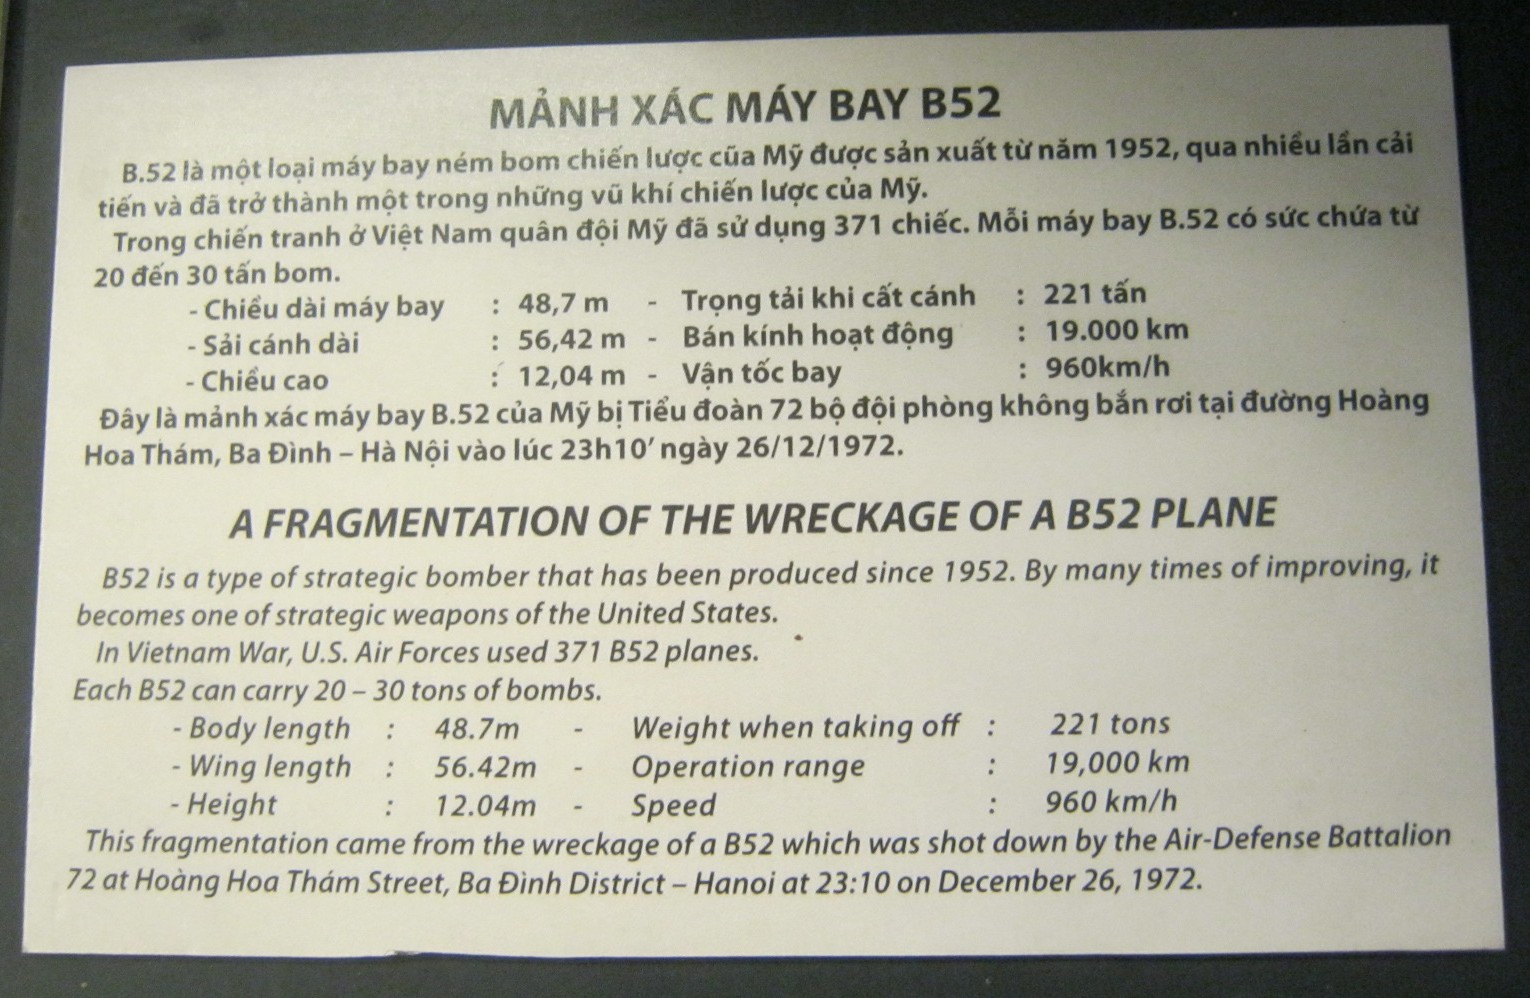 MẢNH XÁC MÁY BAY B52
B.52 là một loại máy bay ném bom chiến lược cũa Mỹ được sản xuất từ năm 1952, qua nhiều lần cải
tiến và đã trở thành một trong những vũ khí chiến lược của Mỹ.
Trong chiến tranh ở Việt Nam quân đội Mỹ đã sử dụng 371 chiếc. Mỗi máy bay B.52 có sức chứa từ
20 đến 30 tấn bom.
- Chiều dài máy bay : 48,7 m - Trọng tải khi cất cánh : 221 tấn
- Sải cánh dài : 56,42 m - Bán kính hoạt động : 19.000 km
- Chiều cao : 12,04 m - Vận tốc bay : 960km/h
Đây là mảnh xác máy bay B.52 của Mỹ bị Tiểu đoàn 72 bộ đội phòng không bắn rơi tại đường Hoàng
Hoa Thám, Ba Đình – Hà Nội vào lúc 23h10’ ngày 26/12/1972.
A FRAGMENTATION OF THE WRECKAGE OF A B52 PLANE
B52 is a type of strategic bomber that has been produced since 1952. By many times of improving, it
becomes one of strategic weapons of the United States.
In Vietnam War, U.S. Air Forces used 371 B52 planes.
Each B52 can carry 20 – 30 tons of bombs.
- Body length : 48.7m - Weight when taking off : 221 tons
- Wing length : 56.42m - Operation range : 19,000 km
- Height : 12.04m - Speed : 960 km/h
This fragmentation came from the wreckage of a B52 which was shot down by the Air-Defense Battalion
72 at Hoàng Hoa Thám Street, Ba Đình District – Hanoi at 23:10 on December 26, 1972.